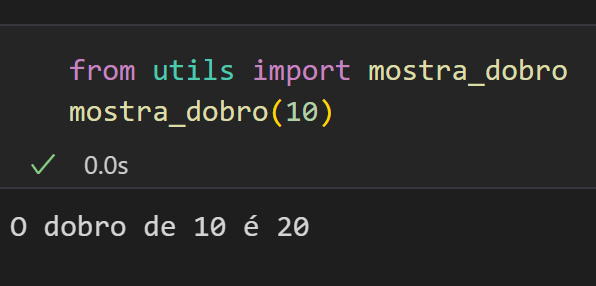 from utils import mostra_dobro
mostra_dobro(10)
0.0s
O dobro de 10 é 20